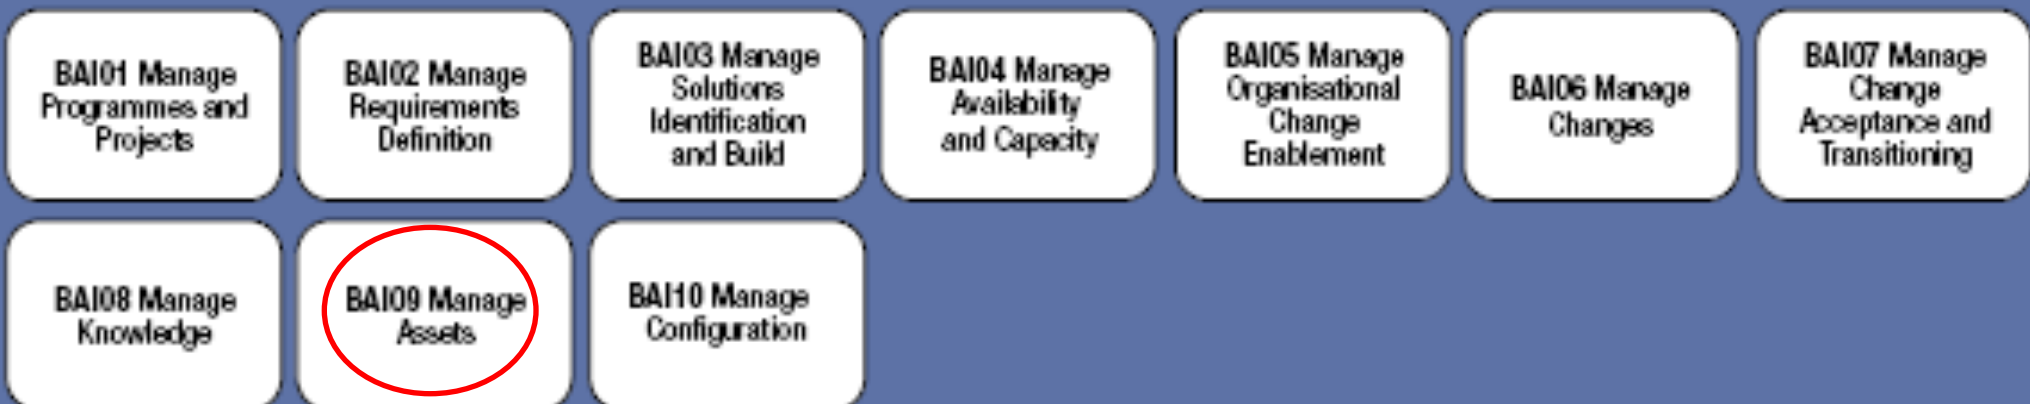 BAI01 Manage
Programmes and
Projects
BAI02 Manage
Requirements
Definition
BAI03 Manage
Solutions
Identification
and Build
BAI04 Manage
Availability
and Capacity
BAI05 Manage
Organisational
Change
Enablement
BAI06 Manage
Changes
BAI07 Manage
Change
Acceptance and
Transitioning
BAI08 Manage
Knowledge
BAI09 Manage
Assets
BAI10 Manage
Configuration